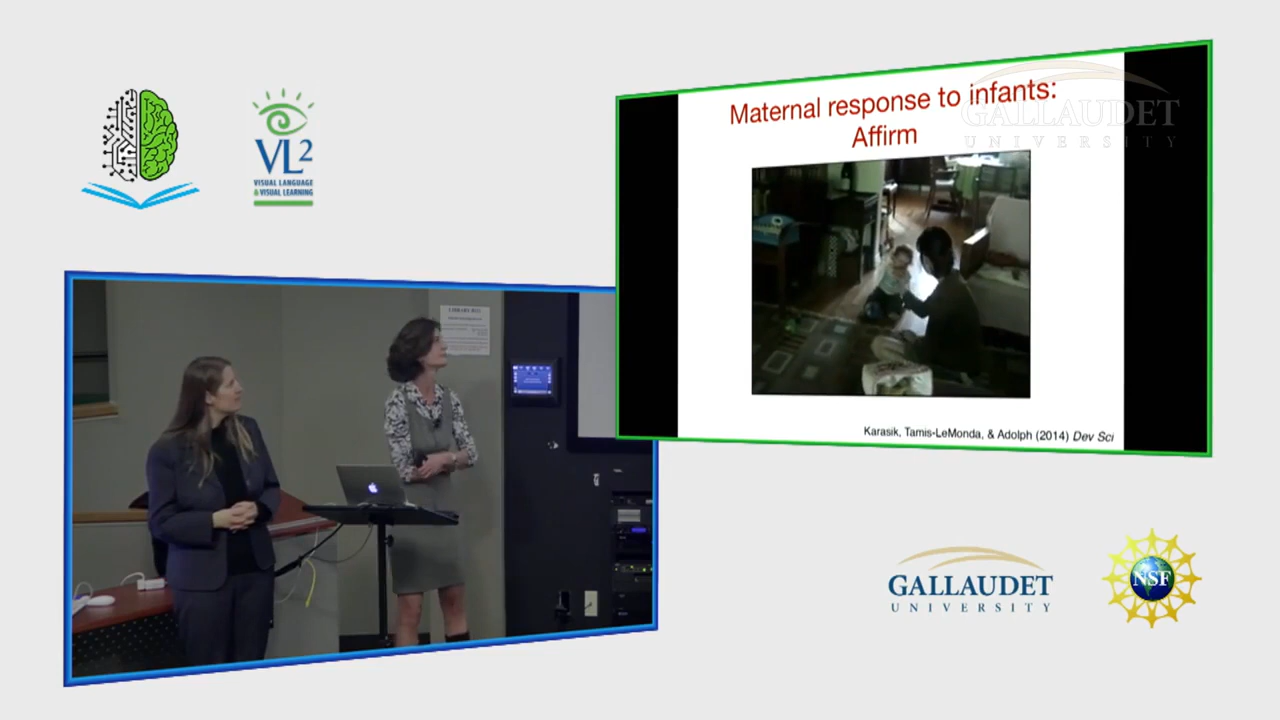 VL2
VISUAL LANGUAGE
& VISUAL LEARNING
Maternal response to infants:
Affirm
GALLAUDET
UNIVERSITY
Karasik, Tamis-LeMonda, & Adolph (2014) Dev Sci
GALLAUDET
UNIVERSITY
NSF